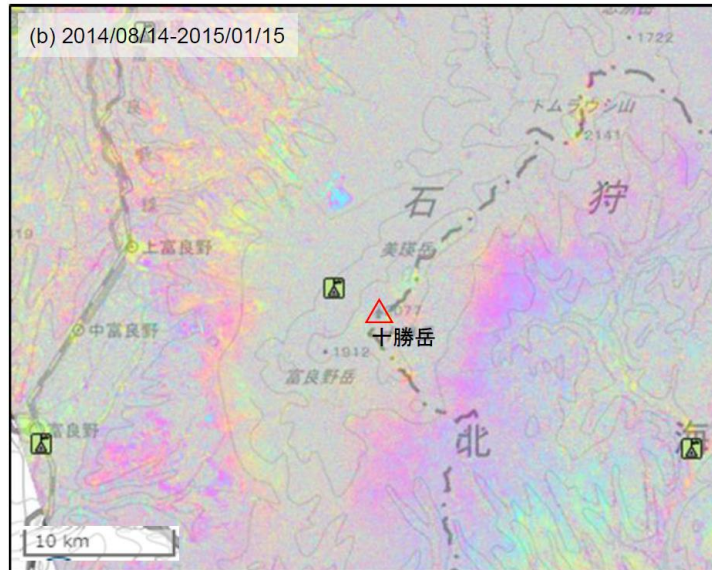 (b) 2014/08/14-2015/01/15
1722
トムラウシ山
2141
石
狩
上富良野
美瑛岳
中富良野
十勝岳
1912
富良野岳
富良野
北
海
10 km